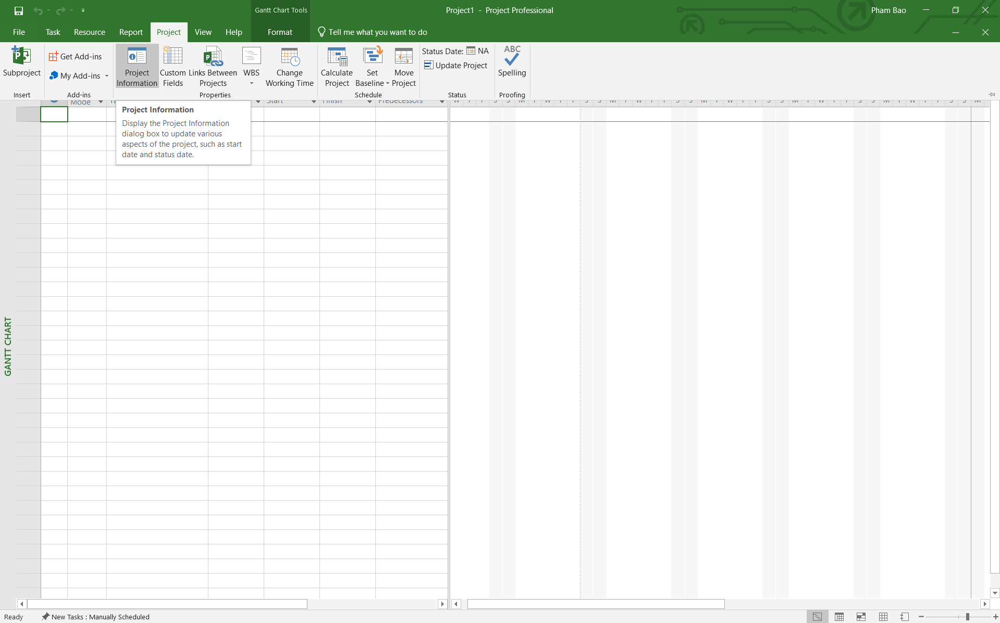 Gantt Chart Tools
Project1 - Project Professional
Pham Bao
File Task Resource Report Project View Help Format Tell me what you want to do
Subproject
Insert
Get Add-ins
My Add-ins
Add-ins
Project Information
Custom Fields
Links Between Projects
WBS
Change Working Time
Properties
Calculate Project
Set Baseline
Move Project
Schedule
Status Date: NA
Update Project
Status
ABC
Spelling
Proofing
Mode Start Finish Predecessors
W T F S S M T W T F S S M T W T F S S M T W T F S S M T W T F S S M T W T F S S M
Project Information
Display the Project Information
dialog box to update various
aspects of the project, such as start
date and status date.
GANTT CHART
Ready New Tasks : Manually Scheduled